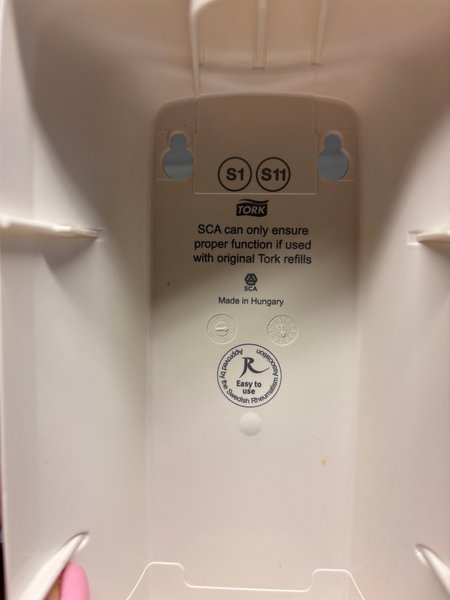 S1 S11
TORK
SCA can only ensure
proper function if used
with original Tork refills
SCA
Made in Hungary
R
Easy to
use
Approved by the Swedish Rheumatism Association